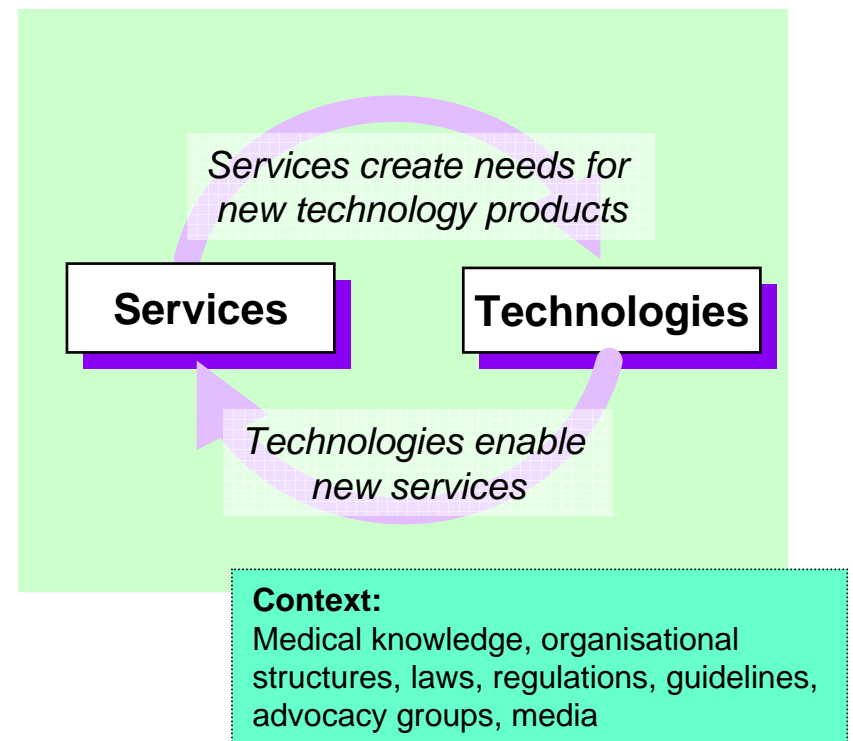 Services create needs for
new technology products
Services
Technologies
Technologies enable
new services
Context:
Medical knowledge, organisational
structures, laws, regulations, guidelines,
advocacy groups, media